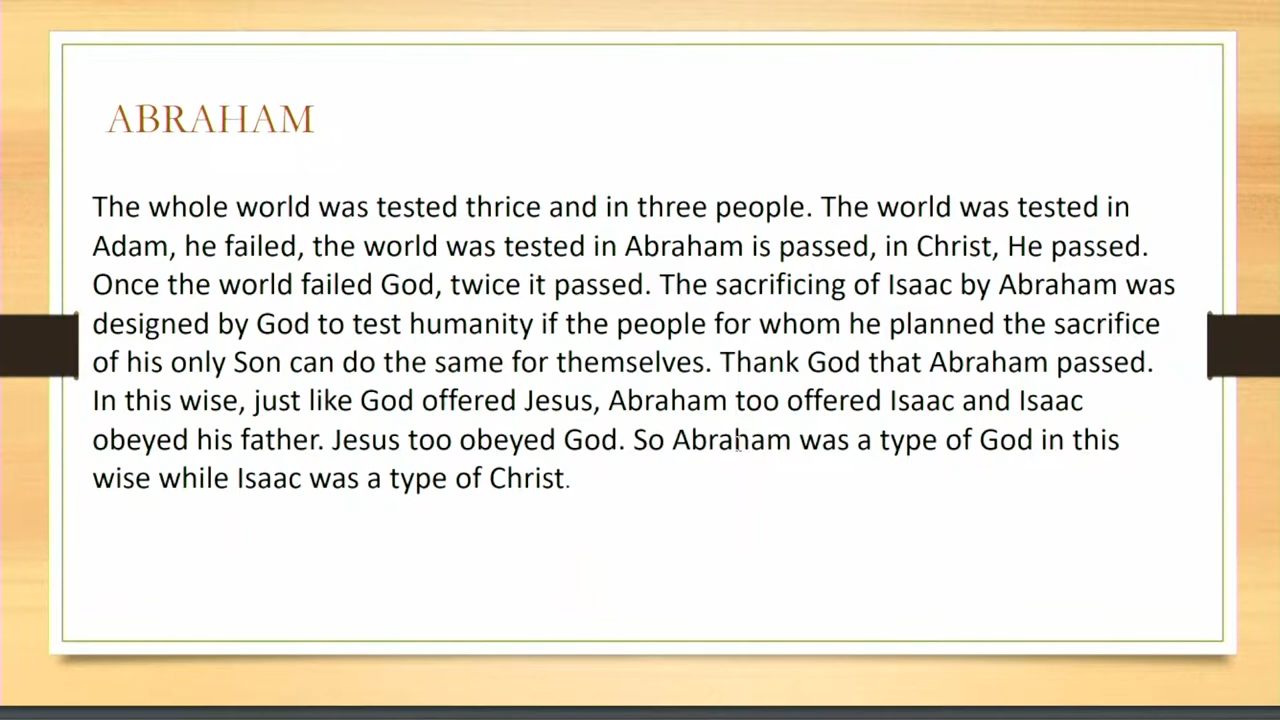 ABRAHAM
The whole world was tested thrice and in three people. The world was tested in
Adam, he failed, the world was tested in Abraham is passed, in Christ, He passed.
Once the world failed God, twice it passed. The sacrificing of Isaac by Abraham was
designed by God to test humanity if the people for whom he planned the sacrifice
of his only Son can do the same for themselves. Thank God that Abraham passed.
In this wise, just like God offered Jesus, Abraham too offered Isaac and Isaac
obeyed his father. Jesus too obeyed God. So Abraham was a type of God in this
wise while Isaac was a type of Christ.